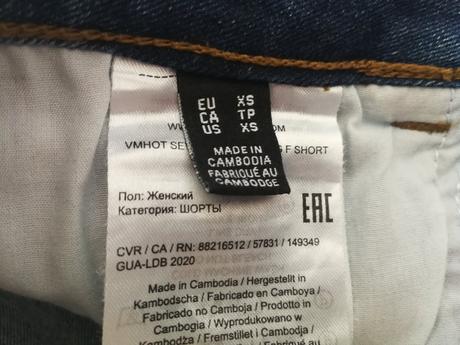 EU XS
CA TP
US XS
MADE IN
CAMBODIA
FABRIQUÉ AU
CAMBODGE
VMHOT SE F SHORT
Пол: Женский
Категория: ШОРТЫ
EAC
CVR / CA / RN: 88216512 / 57831 / 149349
GUA-LDB 2020
Made in Cambodia / Hergestellt in
Kambodscha / Fabricado en Camboya /
Fabricado no Camboja / Prodotto in
Cambogia / Wyprodukowano w
Kambodża / Fremstillet i Cambodja /